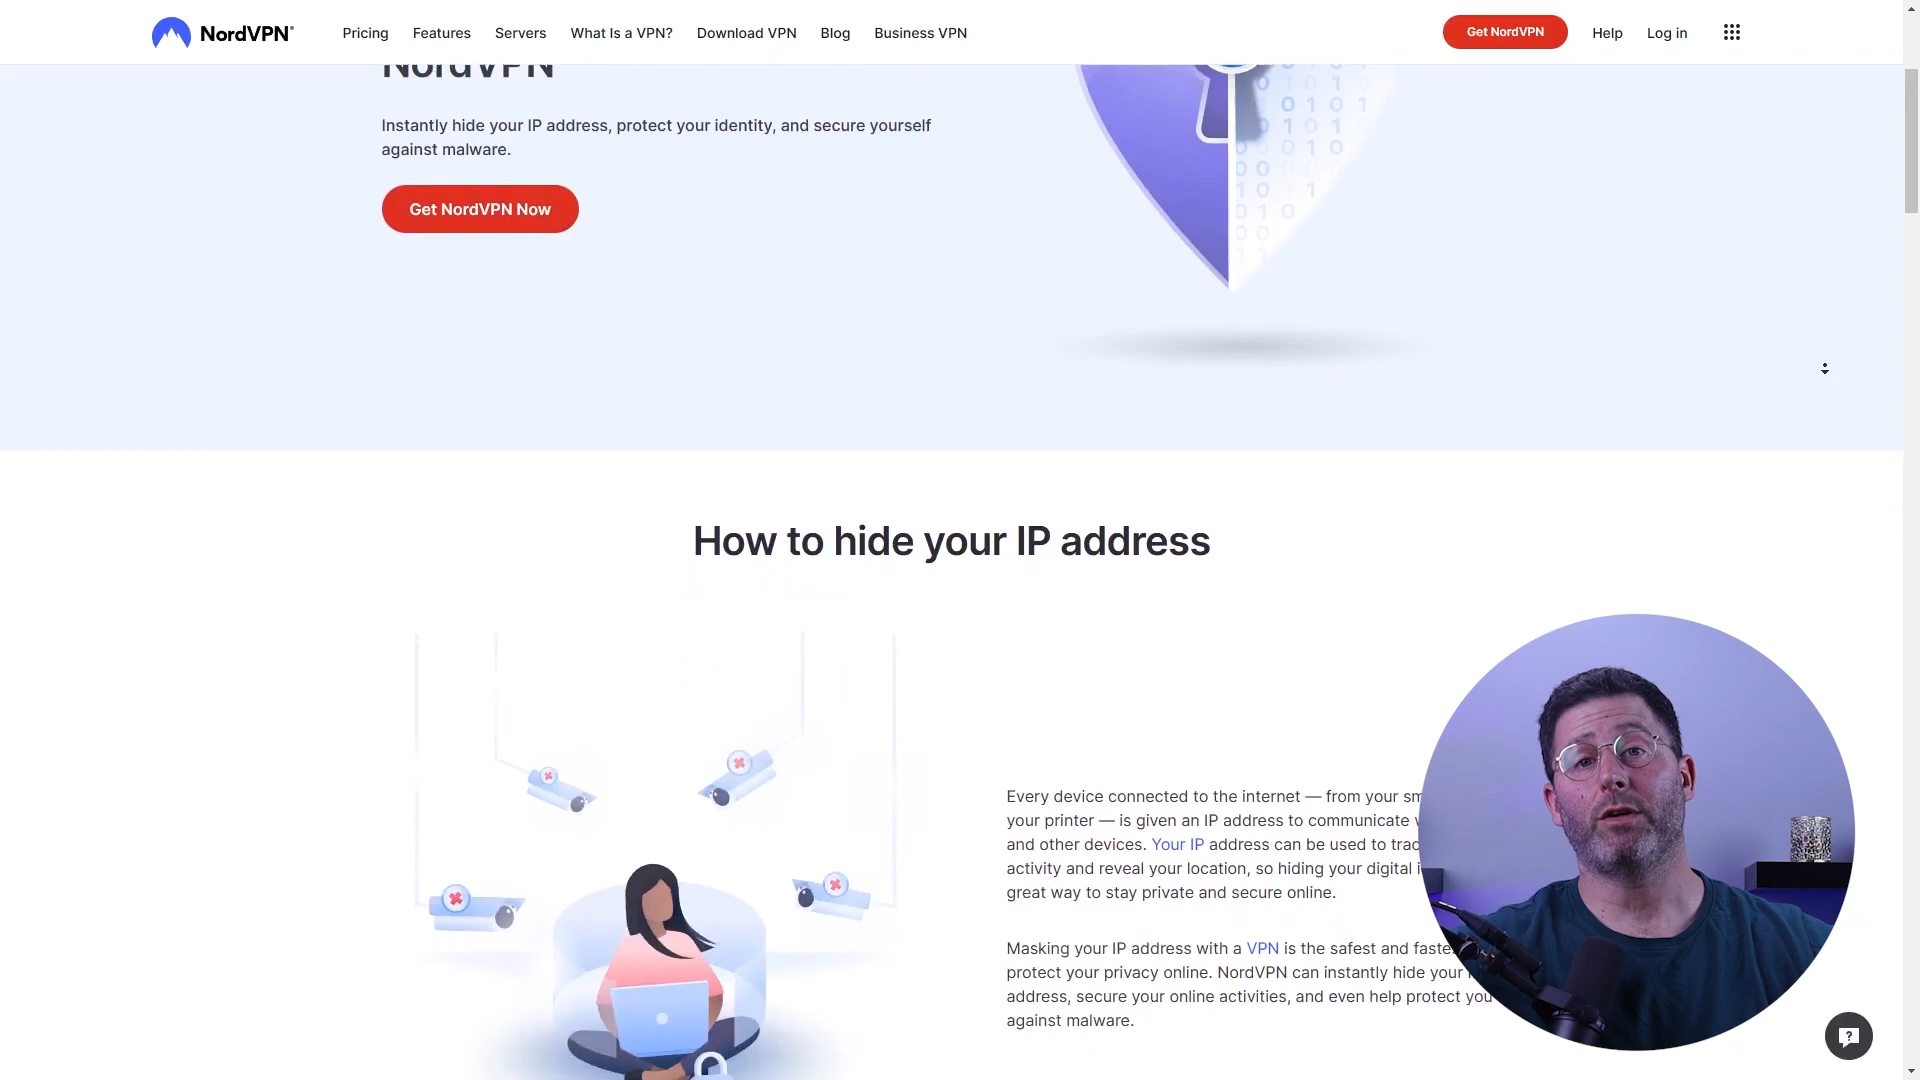 NordVPN®
Pricing
Features
Servers
What Is a VPN?
Download VPN
Blog
Business VPN
Get NordVPN
Help
Log in
NordVPN
Instantly hide your IP address, protect your identity, and secure yourself
against malware.
Get NordVPN Now
How to hide your IP address
Every device connected to the internet — from your sm
your printer — is given an IP address to communicate
and other devices. Your IP address can be used to trac
activity and reveal your location, so hiding your digital i
great way to stay private and secure online.
Masking your IP address with a VPN is the safest and faste
protect your privacy online. NordVPN can instantly hide your
address, secure your online activities, and even help protect you
against malware.